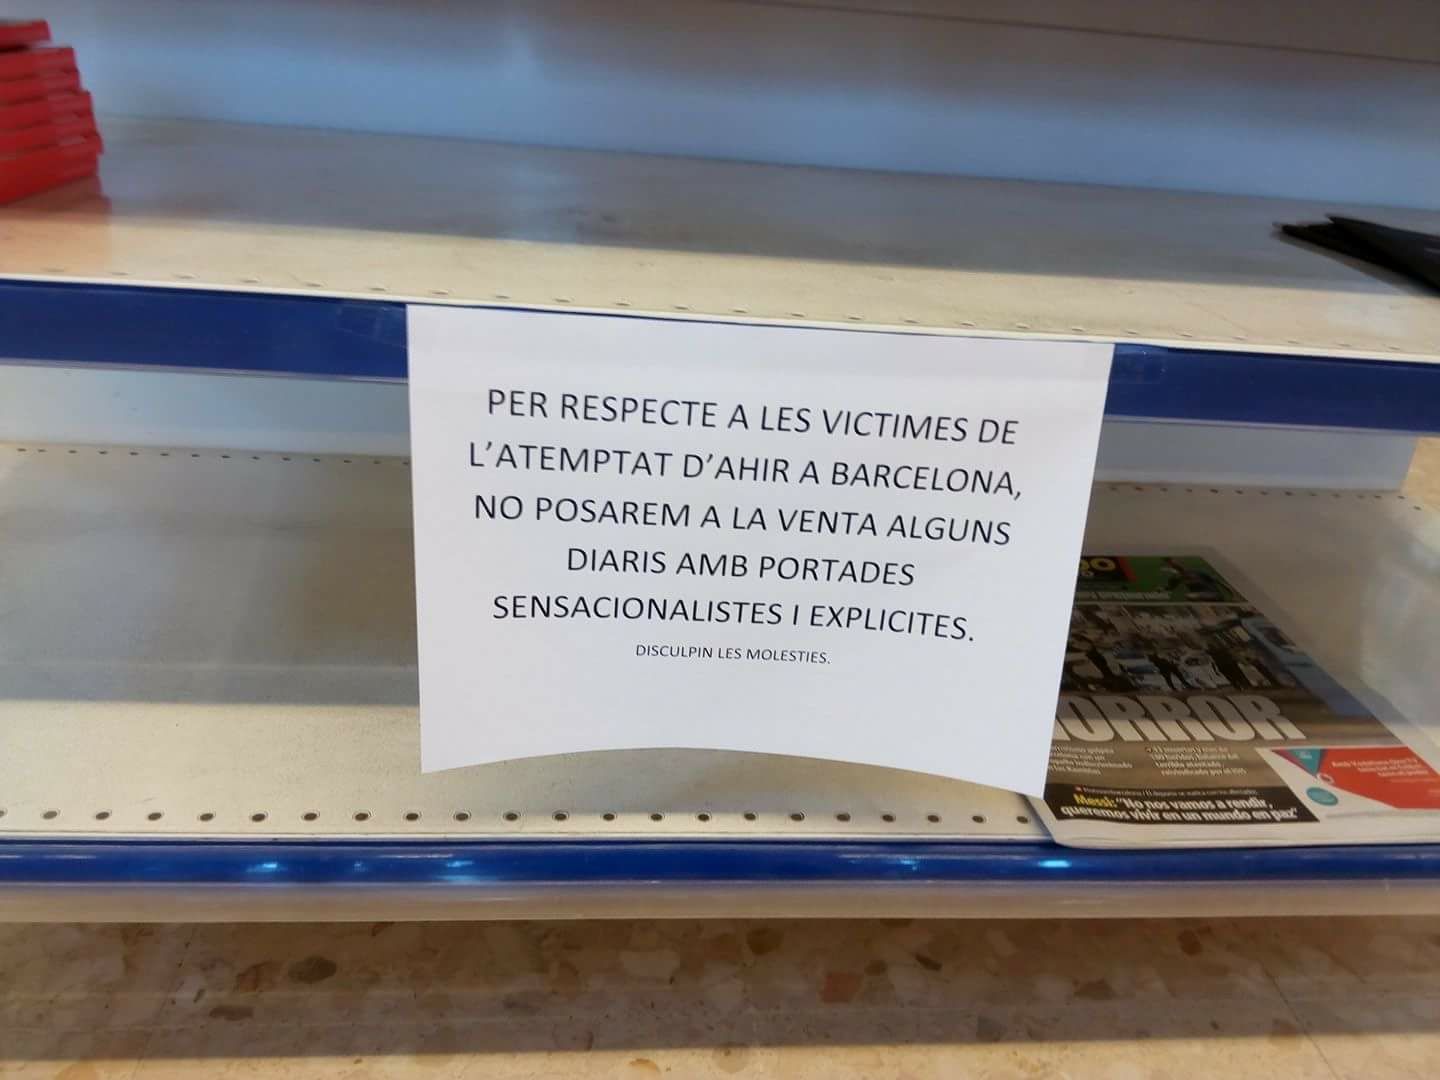 PER RESPECTE A LES VICTIMES DE
L'ATEMPTAT D'AHIR A BARCELONA,
NO POSAREM A LA VENTA ALGUNS
DIARIS AMB PORTADES
SENSACIONALISTES I EXPLICITES.
DISCULPIN LES MOLESTIES.
HORROR
Messi: "No nos vamos a rendir,
queremos vivir en un mundo en paz"